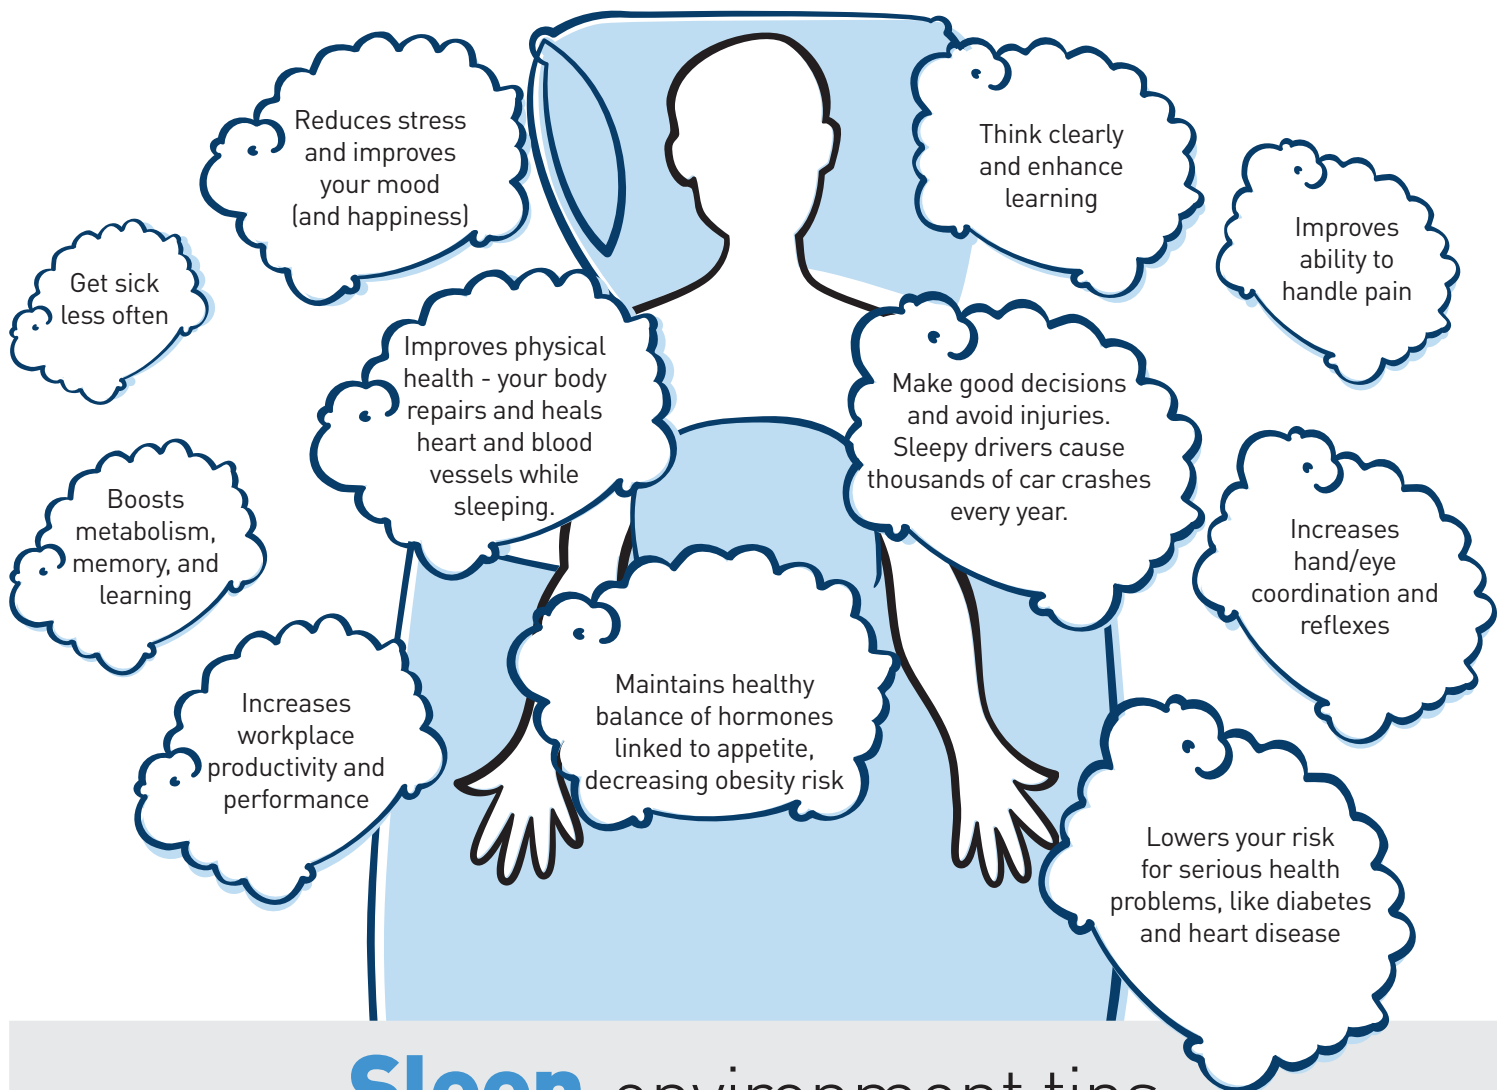 Reduces stress
and improves
your mood
(and happiness)
Think clearly
and enhance
learning
Improves
ability to
handle pain
Get sick
less often
Improves physical
health - your body
repairs and heals
heart and blood
vessels while
sleeping.
Make good decisions
and avoid injuries.
Sleepy drivers cause
thousands of car crashes
every year.
Boosts
metabolism,
memory, and
learning
Increases
hand/eye
coordination and
reflexes
Increases
workplace
productivity and
performance
Maintains healthy
balance of hormones
linked to appetite,
decreasing obesity risk
Lowers your risk
for serious health
problems, like diabetes
and heart disease
Sleep environment tips